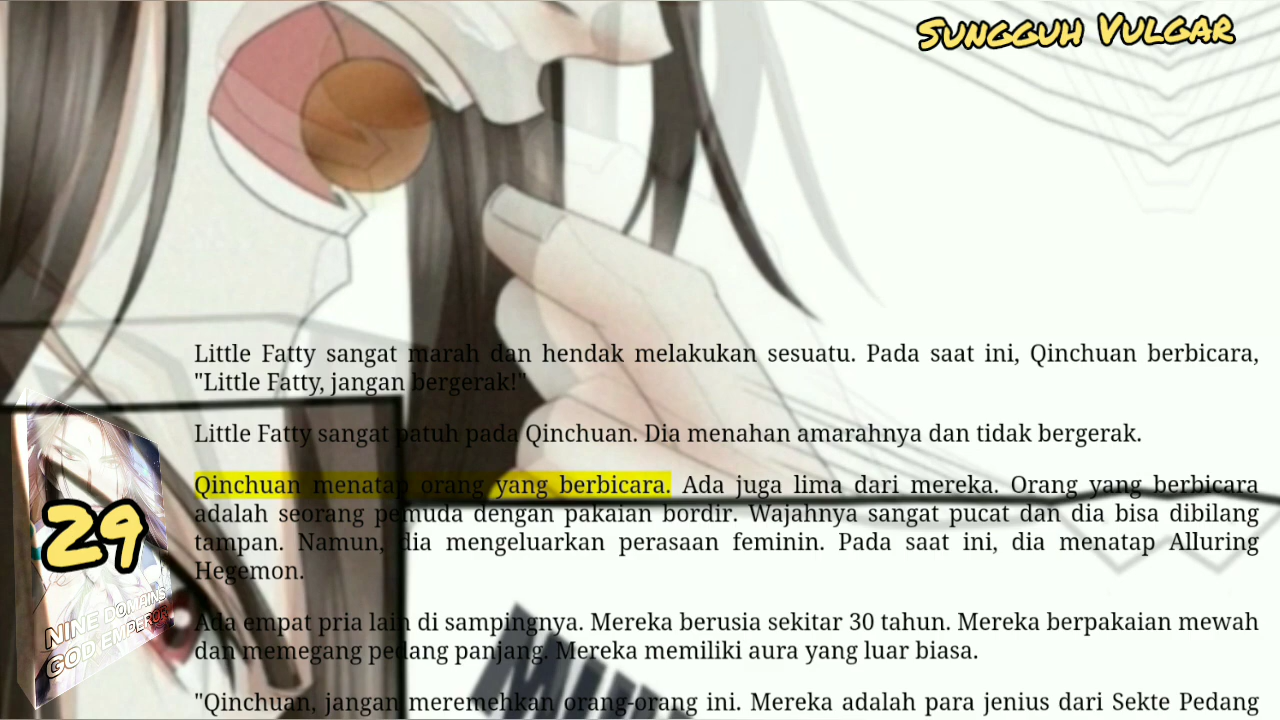 Sungguh Vulgar
Little Fatty sangat marah dan hendak melakukan sesuatu. Pada saat ini, Qinchuan berbicara,
"Little Fatty, jangan bergerak!"
Little Fatty sangat patuh pada Qinchuan. Dia menahan amarahnya dan tidak bergerak.
Qinchuan menatap orang yang berbicara. Ada juga lima dari mereka. Orang yang berbicara
adalah seorang pemuda dengan pakaian bordir. Wajahnya sangat pucat dan dia bisa dibilang
tampan. Namun, dia mengeluarkan perasaan feminin. Pada saat ini, dia menatap Alluring
Hegemon.
Ada empat pria lain di sampingnya. Mereka berusia sekitar 30 tahun. Mereka berpakaian mewah
dan memegang pedang panjang. Mereka memiliki aura yang luar biasa.
"Qinchuan, jangan meremehkan orang-orang ini. Mereka adalah para jenius dari Sekte Pedang
29
NINE DOMAINS
GOD EMPEROR